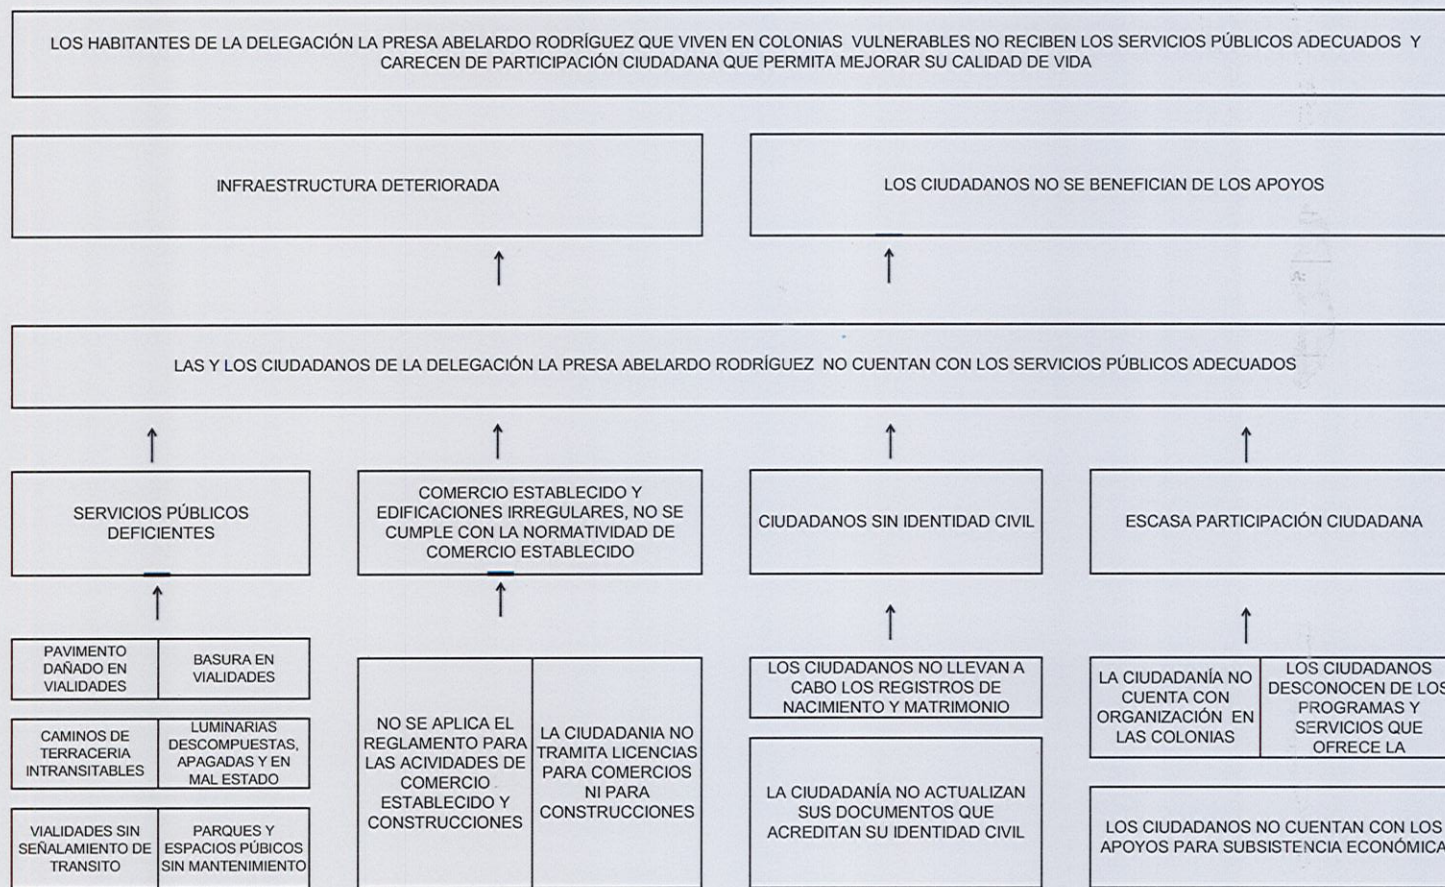 LOS HABITANTES DE LA DELEGACIÓN LA PRESA ABELARDO RODRÍGUEZ QUE VIVEN EN COLONIAS VULNERABLES NO RECIBEN LOS SERVICIOS PÚBLICOS ADECUADOS Y
CARECEN DE PARTICIPACIÓN CIUDADANA QUE PERMITA MEJORAR SU CALIDAD DE VIDA
INFRAESTRUCTURA DETERIORADA
LOS CIUDADANOS NO SE BENEFICIAN DE LOS APOYOS
LAS Y LOS CIUDADANOS DE LA DELEGACIÓN LA PRESA ABELARDO RODRÍGUEZ NO CUENTAN CON LOS SERVICIOS PÚBLICOS ADECUADOS
SERVICIOS PÚBLICOS
DEFICIENTES
COMERCIO ESTABLECIDO Y
EDIFICACIONES IRREGULARES, NO SE
CUMPLE CON LA NORMATIVIDAD DE
COMERCIO ESTABLECIDO
CIUDADANOS SIN IDENTIDAD CIVIL
ESCASA PARTICIPACIÓN CIUDADANA
PAVIMENTO
DAÑADO EN
VIALIDADES
BASURA EN
VIALIDADES
CAMINOS DE
TERRACERIA
INTRANSITABLES
LUMINARIAS
DESCOMPUESTAS,
APAGADAS Y EN
MAL ESTADO
VIALIDADES SIN
SEÑALAMIENTO DE
TRANSITO
PARQUES Y
ESPACIOS PÚBICOS
SIN MANTENIMIENTO
NO SE APLICA EL
REGLAMENTO PARA
LAS ACIVIDADES DE
COMERCIO
ESTABLECIDO Y
CONSTRUCCIONES
LA CIUDADANIA NO
TRAMITA LICENCIAS
PARA COMERCIOS
NI PARA
CONSTRUCCIONES
LOS CIUDADANOS NO LLEVAN A
CABO LOS REGISTROS DE
NACIMIENTO Y MATRIMONIO
LA CIUDADANÍA NO ACTUALIZAN
SUS DOCUMENTOS QUE
ACREDITAN SU IDENTIDAD CIVIL
LA CIUDADANÍA NO
CUENTA CON
ORGANIZACIÓN EN
LAS COLONIAS
LOS CIUDADANOS
DESCONOCEN DE LOS
PROGRAMAS Y
SERVICIOS QUE
OFRECE LA
LOS CIUDADANOS NO CUENTAN CON LOS
APOYOS PARA SUBSISTENCIA ECONÓMICA